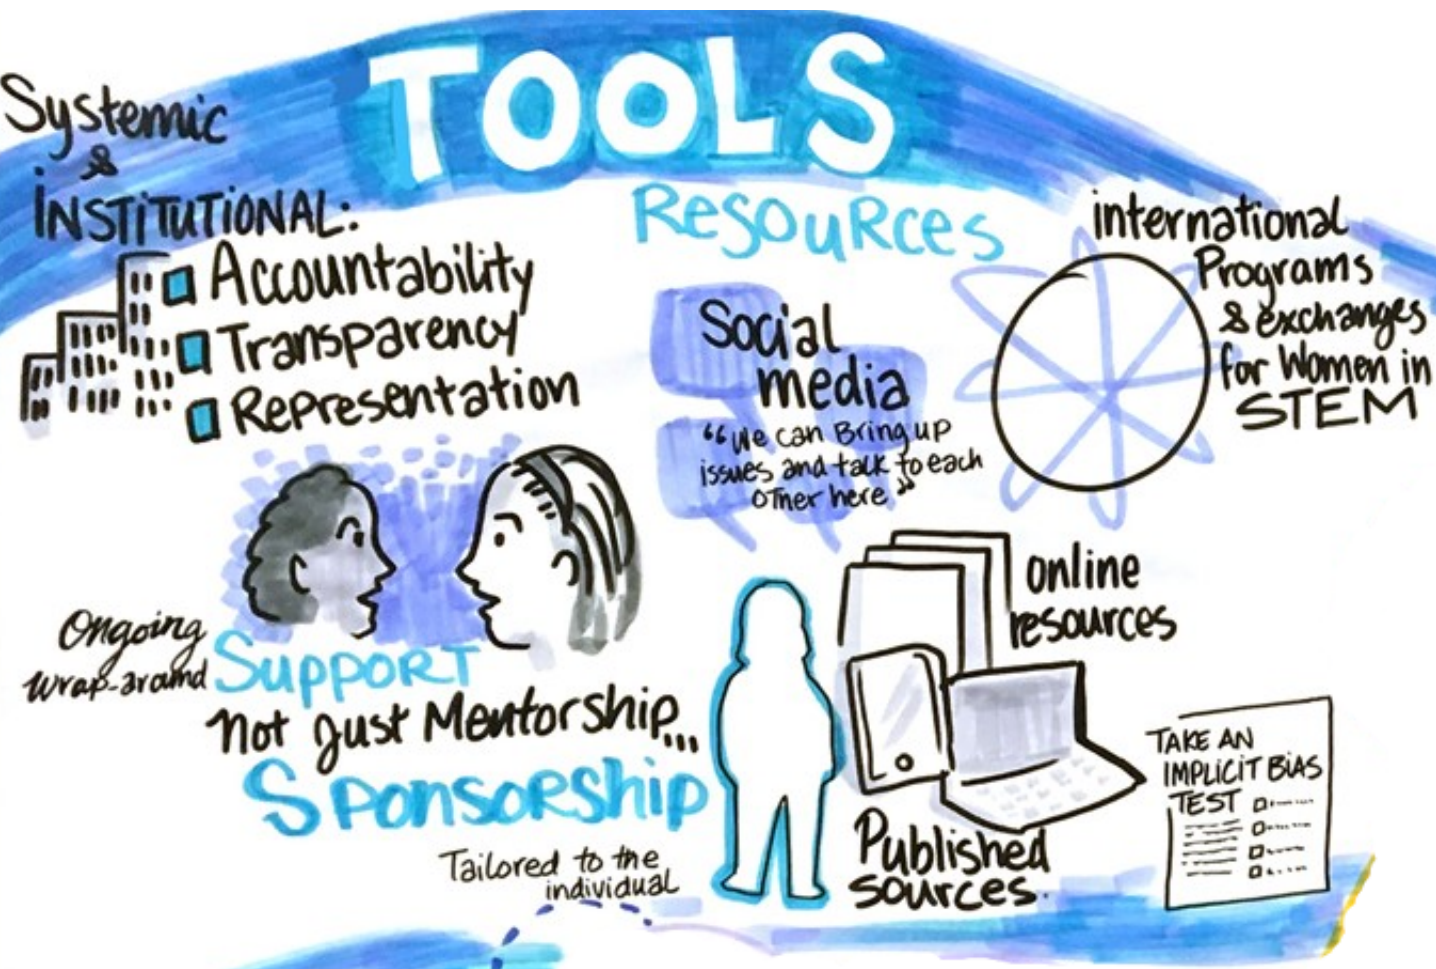 TOOLS
Systemic
&
INSTITUTIONAL:
Accountability
Transparency
Representation
Resources
Social
media
“We can Bring up
issues and talk to each
other here”
international
Programs
& exchanges
for Women in
STEM
Ongoing
wrap-around
Support
not just Mentorship...
Sponsorship
Tailored to the
individual
online
resources
Published
sources.
TAKE AN
IMPLICIT BIAS
TEST